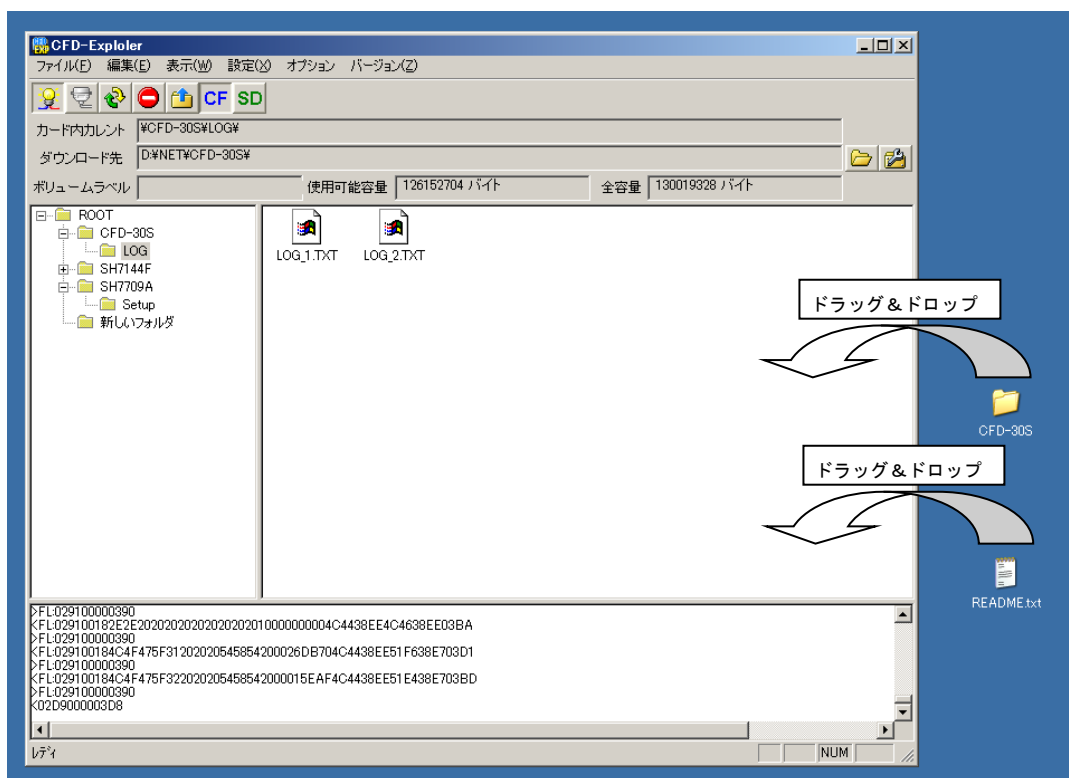 CFD-Exploler
ファイル(F) 編集(E) 表示(W) 設定(X) オプション バージョン(Z)
CF SD
カード内カレント ¥CFD-30S¥LOG¥
ダウンロード先 D:¥NET¥CFD-30S¥
ボリュームラベル 使用可能容量 126152704 バイト 全容量 130019328 バイト
ROOT
CFD-30S
LOG
SH7144F
SH7709A
Setup
新しいフォルダ
LOG_1.TXT LOG_2.TXT
ドラッグ&ドロップ
CFD-30S
ドラッグ&ドロップ
README.txt
>FL:029100000390
<FL:029100182E2E20202020202020202010000000004C4438EE4C4638EE03BA
>FL:029100000390
<FL:029100184C4F475F3120202054585420002​6DB704C4438EE51F638E703D1
>FL:029100000390
<FL:029100184C4F475F322020205458542000015EAF4C4438EE51E438E703BD
>FL:029100000390
<02D9000003D8
ﾚﾃﾞｨ NUM